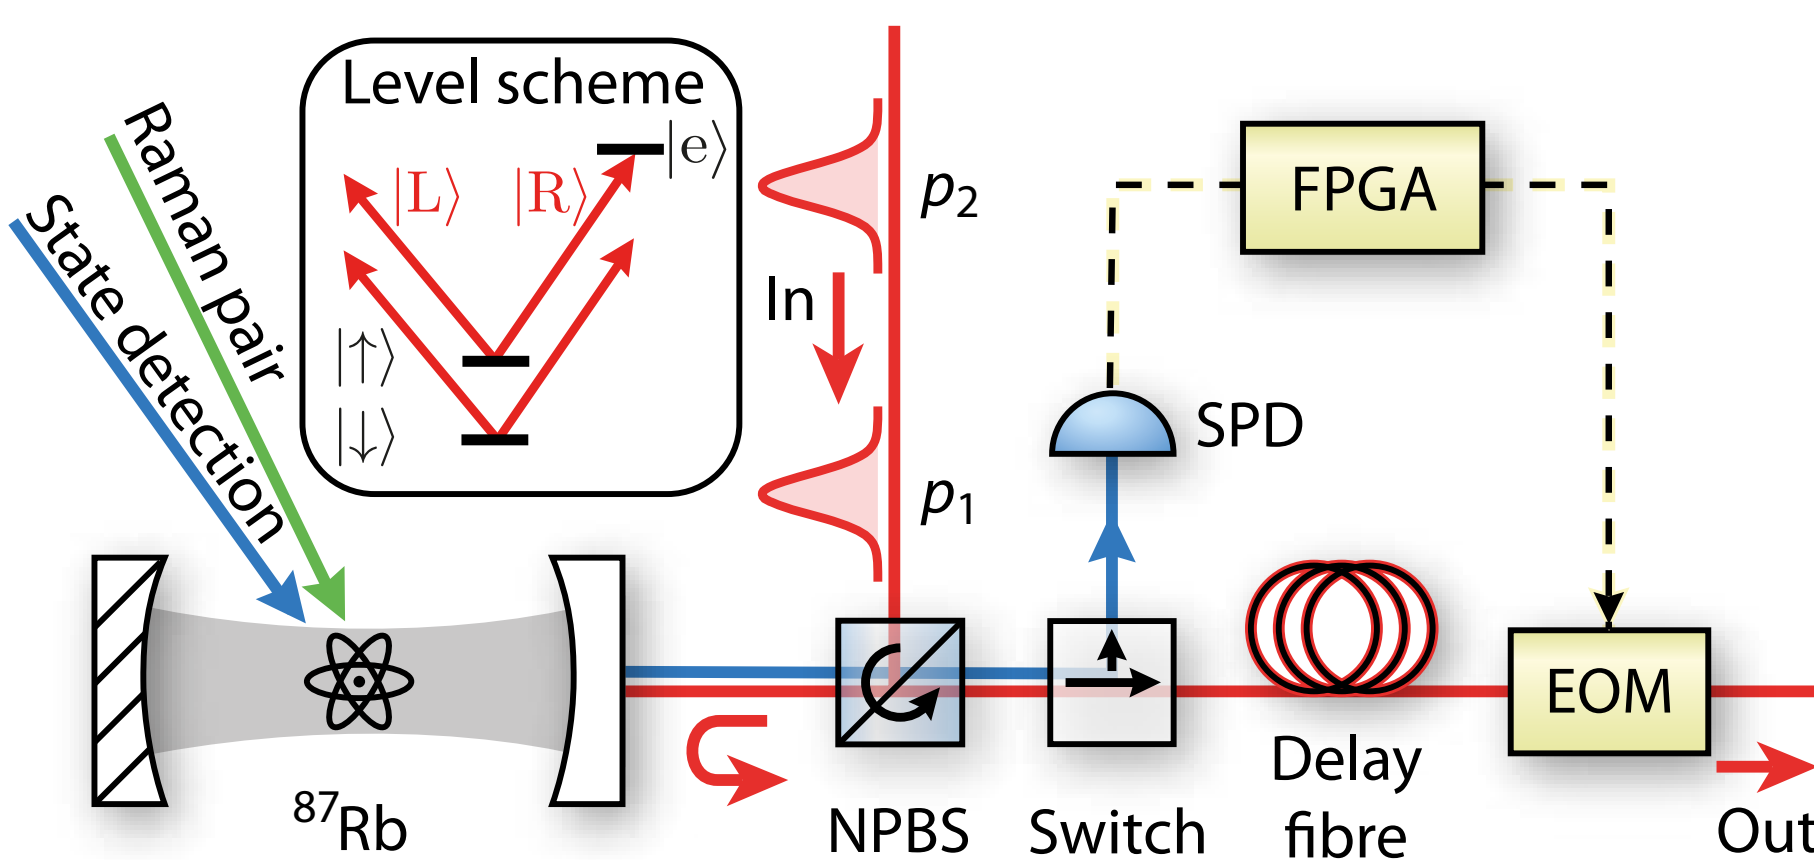 Level scheme
|e⟩
|L⟩ |R⟩
|↑⟩
|↓⟩
Raman pair
State detection
p₂
In
p₁
FPGA
SPD
EOM
⁸⁷Rb
NPBS
Switch
Delay
fibre
Out